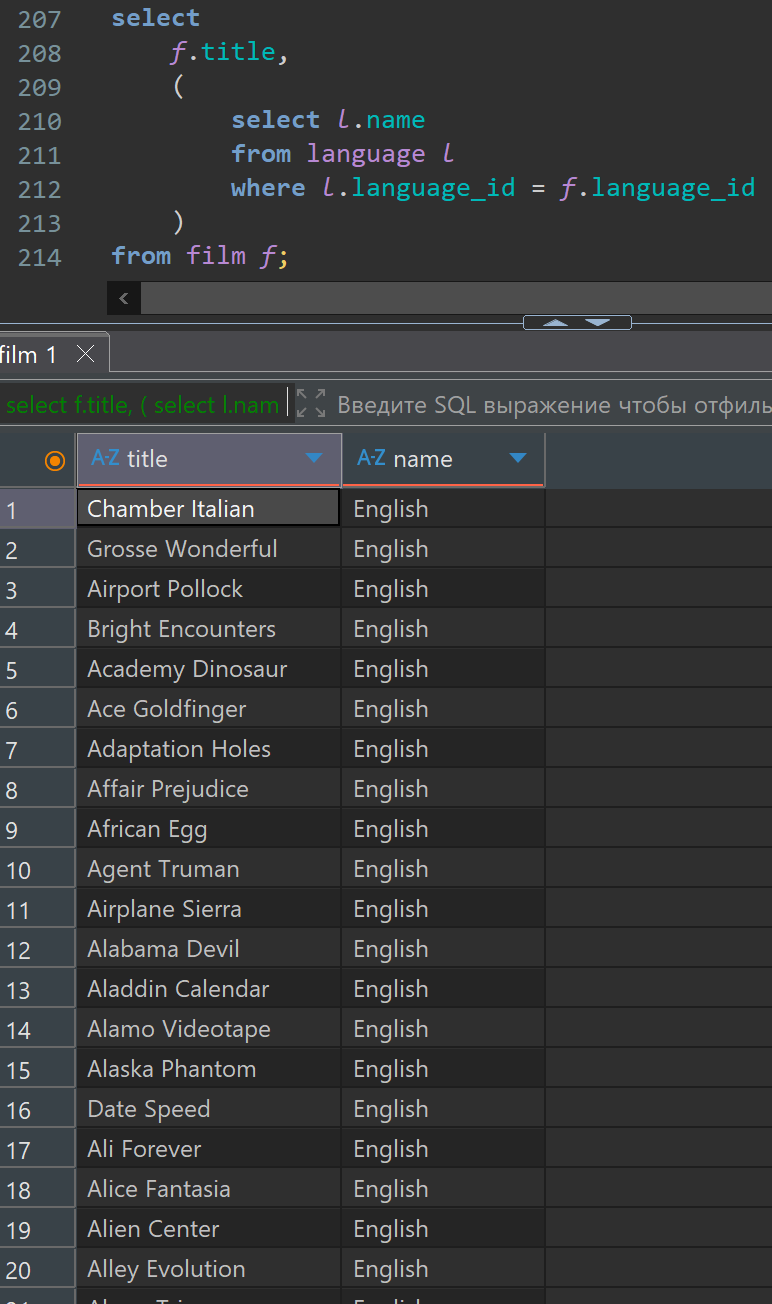 207 select
208 f.title,
209 (
210 select l.name
211 from language l
212 where l.language_id = f.language_id
213 )
214 from film f;
<
film 1 ×
select f.title, ( select l.nam Введите SQL выражение чтобы отфиль
A-Z title A-Z name
1 Chamber Italian English
2 Grosse Wonderful English
3 Airport Pollock English
4 Bright Encounters English
5 Academy Dinosaur English
6 Ace Goldfinger English
7 Adaptation Holes English
8 Affair Prejudice English
9 African Egg English
10 Agent Truman English
11 Airplane Sierra English
12 Alabama Devil English
13 Aladdin Calendar English
14 Alamo Videotape English
15 Alaska Phantom English
16 Date Speed English
17 Ali Forever English
18 Alice Fantasia English
19 Alien Center English
20 Alley Evolution English